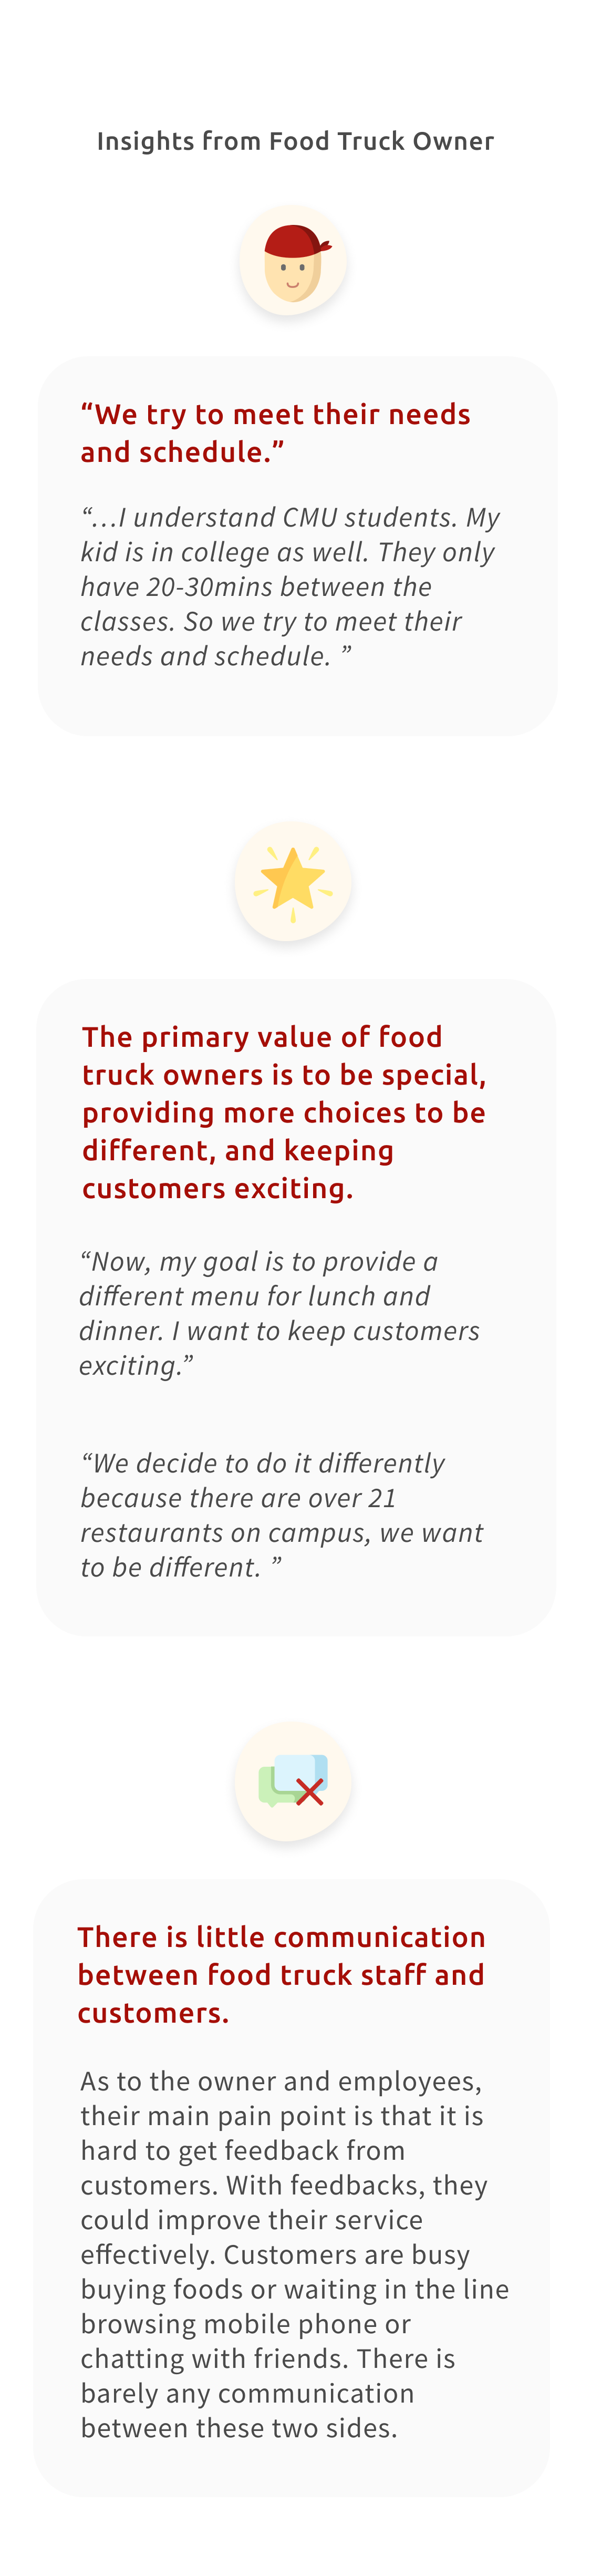 Insights from Food Truck Owner
“We try to meet their needs
and schedule.”
“...I understand CMU students. My
kid is in college as well. They only
have 20-30mins between the
classes. So we try to meet their
needs and schedule. ”
The primary value of food
truck owners is to be special,
providing more choices to be
different, and keeping
customers exciting.
“Now, my goal is to provide a
different menu for lunch and
dinner. I want to keep customers
exciting.”
“We decide to do it differently
because there are over 21
restaurants on campus, we want
to be different. ”
There is little communication
between food truck staff and
customers.
As to the owner and employees,
their main pain point is that it is
hard to get feedback from
customers. With feedbacks, they
could improve their service
effectively. Customers are busy
buying foods or waiting in the line
browsing mobile phone or
chatting with friends. There is
barely any communication
between these two sides.